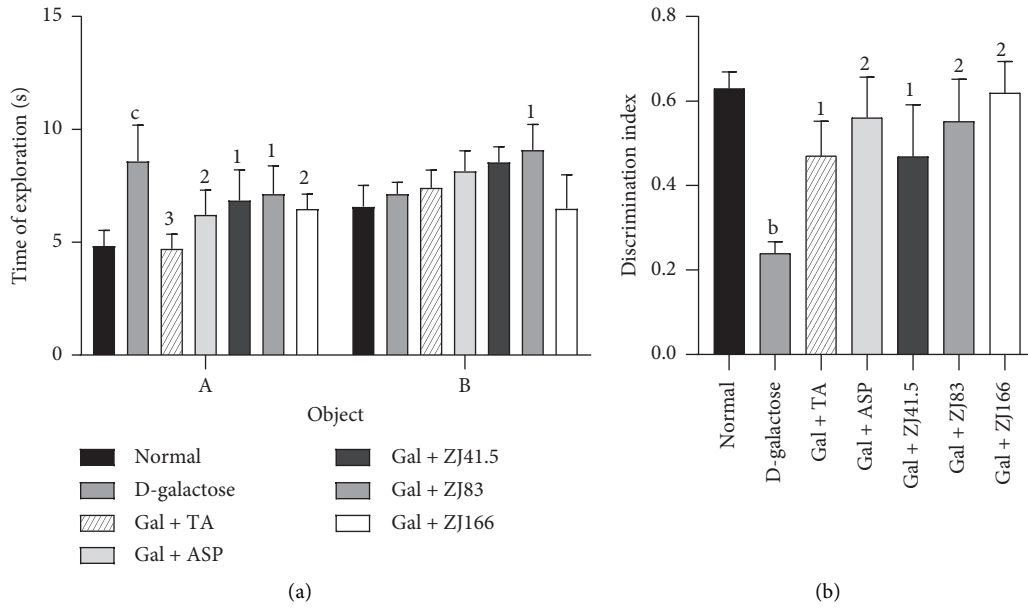 15
10
5
0
Time of exploration (s)
c
3
2
1
1
2
1
A
B
Object
Normal
D-galactose
Gal + TA
Gal + ASP
Gal + ZJ41.5
Gal + ZJ83
Gal + ZJ166
(a)
0.8
0.6
0.4
0.2
0.0
Discrimination index
b
1
2
1
2
2
Normal
D-galactose
Gal + TA
Gal + ASP
Gal + ZJ41.5
Gal + ZJ83
Gal + ZJ166
(b)